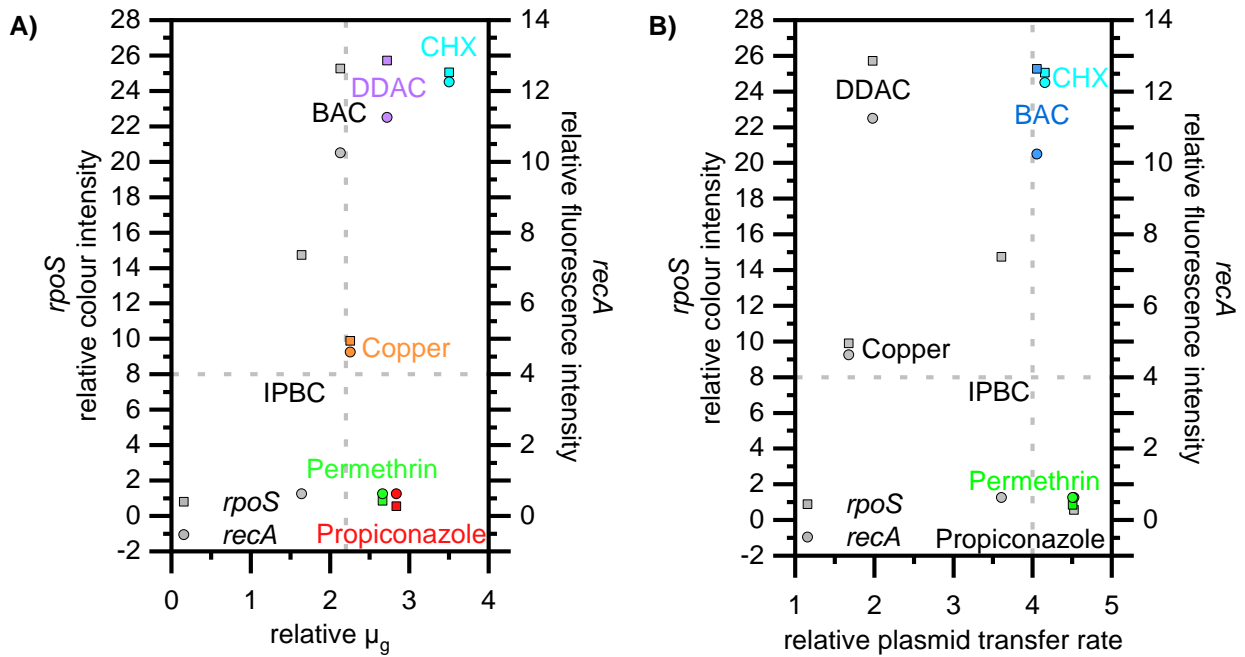 A)
28
26
24
22
20
18
16
14
12
10
8
6
4
2
0
-2
rpoS
relative colour intensity
14
12
10
8
6
4
2
0
recA
relative fluorescence intensity
CHX
DDAC
BAC
Copper
IPBC
Permethrin
Propiconazole
rpoS
recA
0 1 2 3 4
relative μg
B)
28
26
24
22
20
18
16
14
12
10
8
6
4
2
0
-2
rpoS
relative colour intensity
14
12
10
8
6
4
2
0
recA
relative fluorescence intensity
DDAC
CHX
BAC
Copper
IPBC
Permethrin
Propiconazole
rpoS
recA
1 2 3 4 5
relative plasmid transfer rate